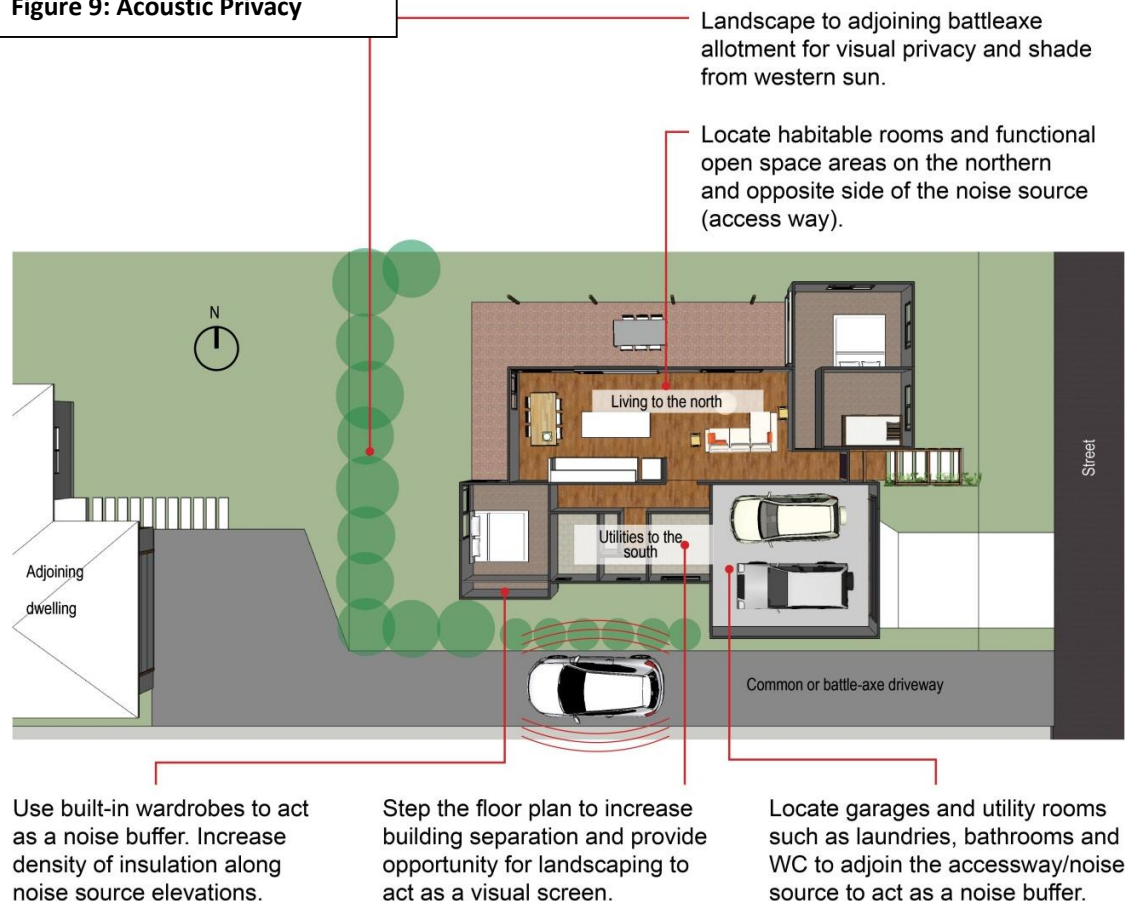 Figure 9: Acoustic Privacy
Landscape to adjoining battleaxe
allotment for visual privacy and shade
from western sun.
Locate habitable rooms and functional
open space areas on the northern
and opposite side of the noise source
(access way).
N
Living to the north
Street
Utilities to the
south
Adjoining
dwelling
Common or battle-axe driveway
Use built-in wardrobes to act
as a noise buffer. Increase
density of insulation along
noise source elevations.
Step the floor plan to increase
building separation and provide
opportunity for landscaping to
act as a visual screen.
Locate garages and utility rooms
such as laundries, bathrooms and
WC to adjoin the accessway/noise
source to act as a noise buffer.